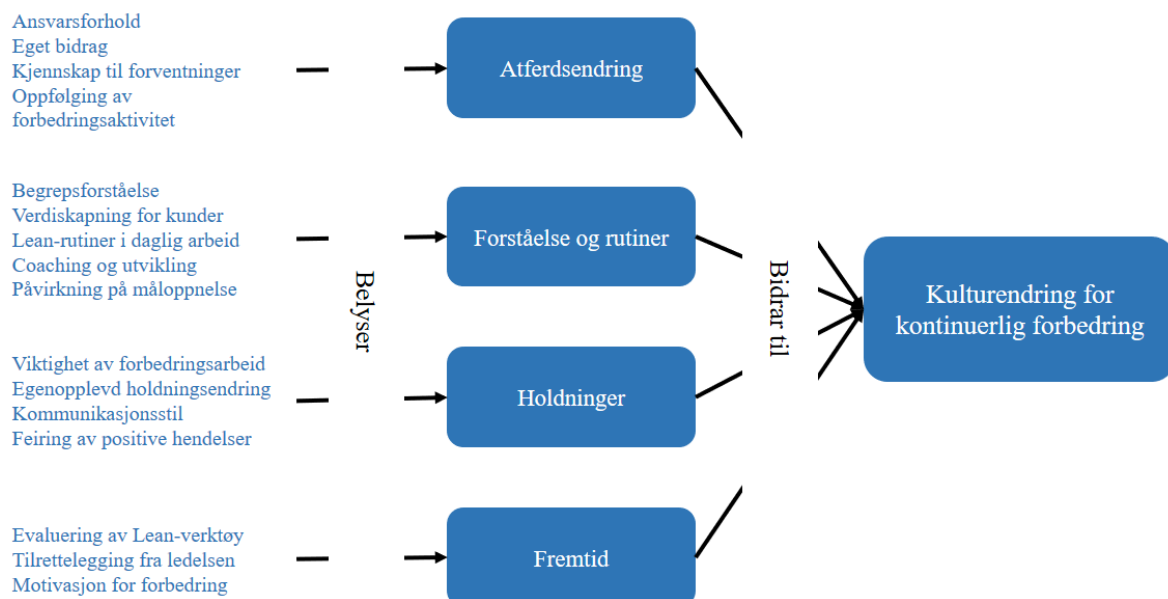 Ansvarsforhold
Eget bidrag
Kjennskap til forventninger
Oppfølging av
forbedringsaktivitet
Atferdsendring
Begrepsforståelse
Verdiskapning for kunder
Lean-rutiner i daglig arbeid
Coaching og utvikling
Påvirkning på måloppnelse
Forståelse og rutiner
Belyser
Bidrar til
Kulturendring for
kontinuerlig forbedring
Viktighet av forbedringsarbeid
Egenopplevd holdningsendring
Kommunikasjonsstil
Feiring av positive hendelser
Holdninger
Evaluering av Lean-verktøy
Tilrettelegging fra ledelsen
Motivasjon for forbedring
Fremtid